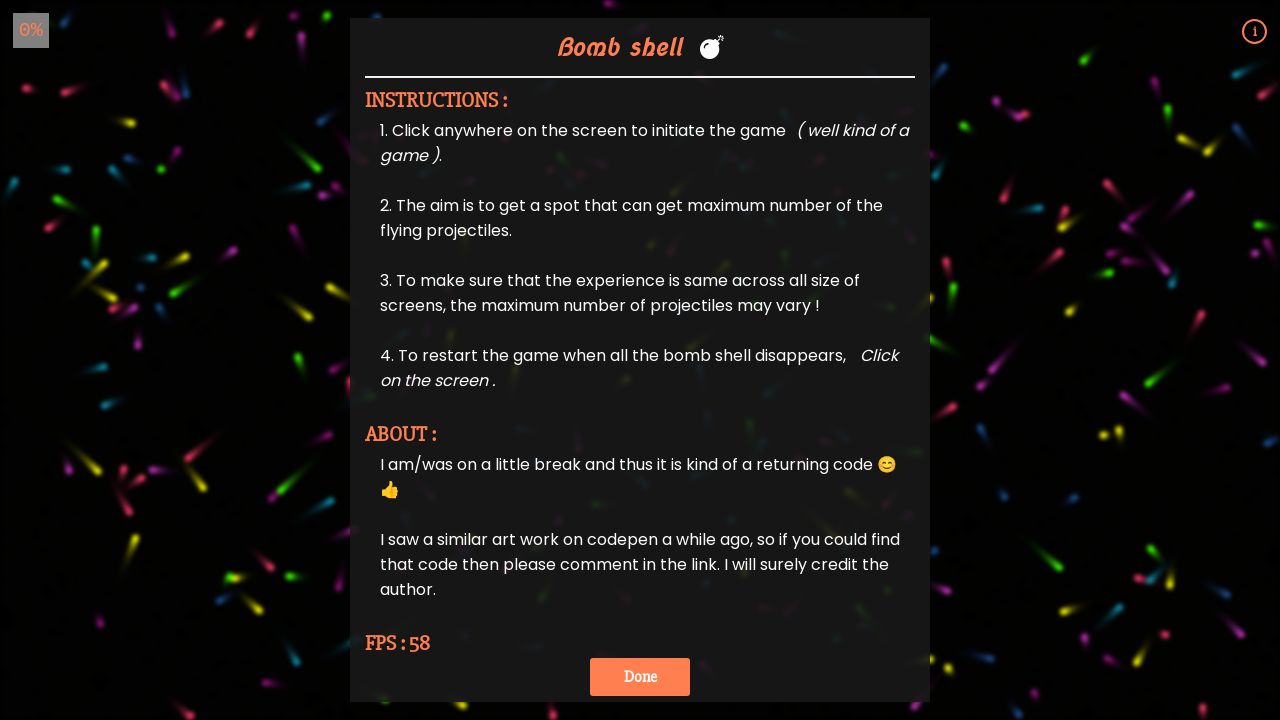 0%
i
Bomb shell 💣
INSTRUCTIONS :
1. Click anywhere on the screen to initiate the game ( well kind of a
game ).
2. The aim is to get a spot that can get maximum number of the
flying projectiles.
3. To make sure that the experience is same across all size of
screens, the maximum number of projectiles may vary !
4. To restart the game when all the bomb shell disappears, Click
on the screen .
ABOUT :
I am/was on a little break and thus it is kind of a returning code 😊
👍
I saw a similar art work on codepen a while ago, so if you could find
that code then please comment in the link. I will surely credit the
author.
FPS : 58
Done